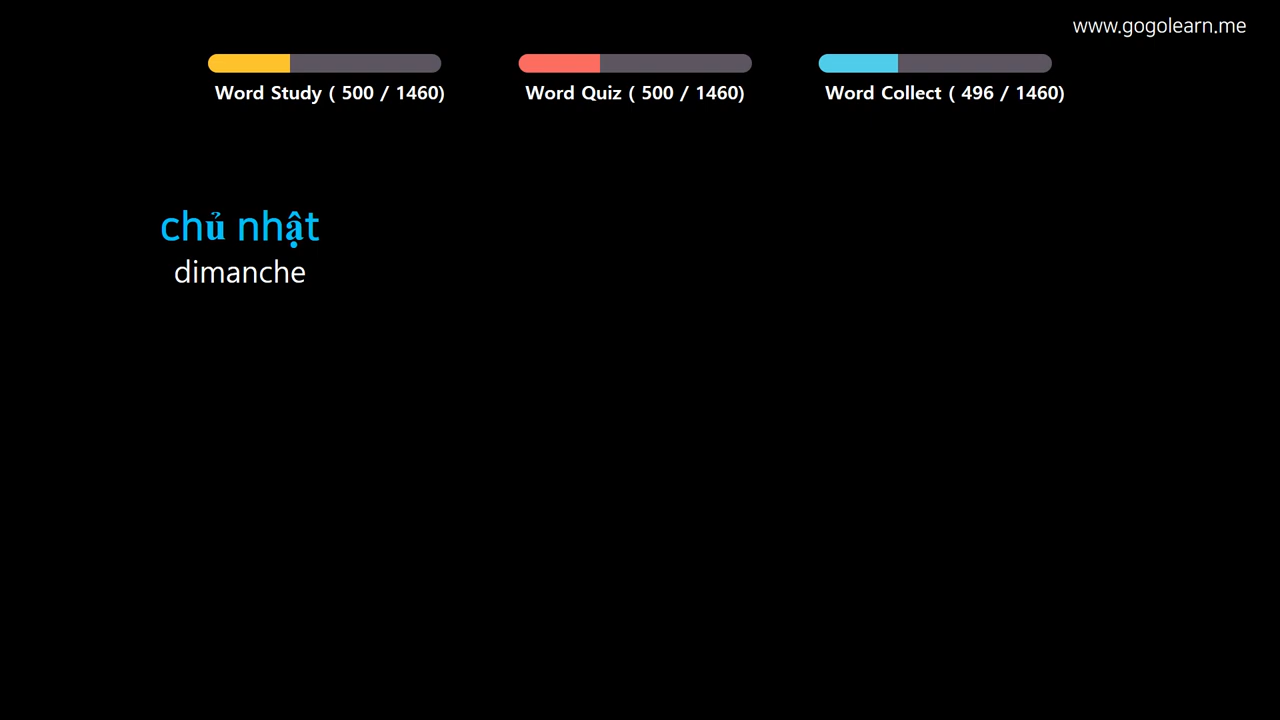 www.gogolearn.me
Word Study ( 500 / 1460)
Word Quiz ( 500 / 1460)
Word Collect ( 496 / 1460)
chủ nhật
dimanche